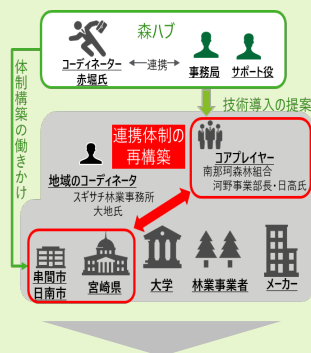 森ハブ
コーディネーター
赤堀氏
連携
事務局
サポート役
体制構築の働きかけ
技術導入の提案
連携体制の
再構築
コアプレイヤー
南那珂森林組合
河野事業部長・日高氏
地域のコーディネータ
スギサチ林業事務所
大地氏
串間市
日南市
宮崎県
大学
林業事業者
メーカー